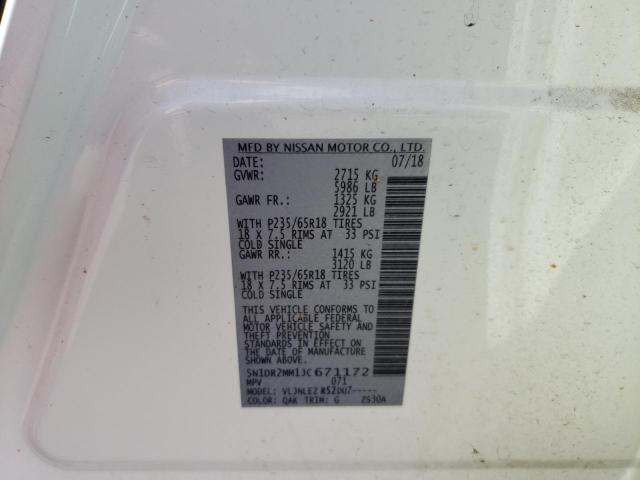 MFD BY NISSAN MOTOR CO., LTD.
DATE: 07/18
GVWR: 2715 KG
5986 LB
GAWR FR.: 1325 KG
2921 LB
WITH P235/65R18 TIRES
18 X 7.5 RIMS AT 33 PSI
COLD SINGLE
GAWR RR.: 1415 KG
3120 LB
WITH P235/65R18 TIRES
18 X 7.5 RIMS AT 33 PSI
COLD SINGLE
THIS VEHICLE CONFORMS TO
ALL APPLICABLE FEDERAL
MOTOR VEHICLE SAFETY AND
THEFT PREVENTION
STANDARDS IN EFFECT ON
THE DATE OF MANUFACTURE
SHOWN ABOVE.
5N1DR2MM1JC671172
MPV 071
MODEL:
COLOR: QAK TRIM: G 2S30A